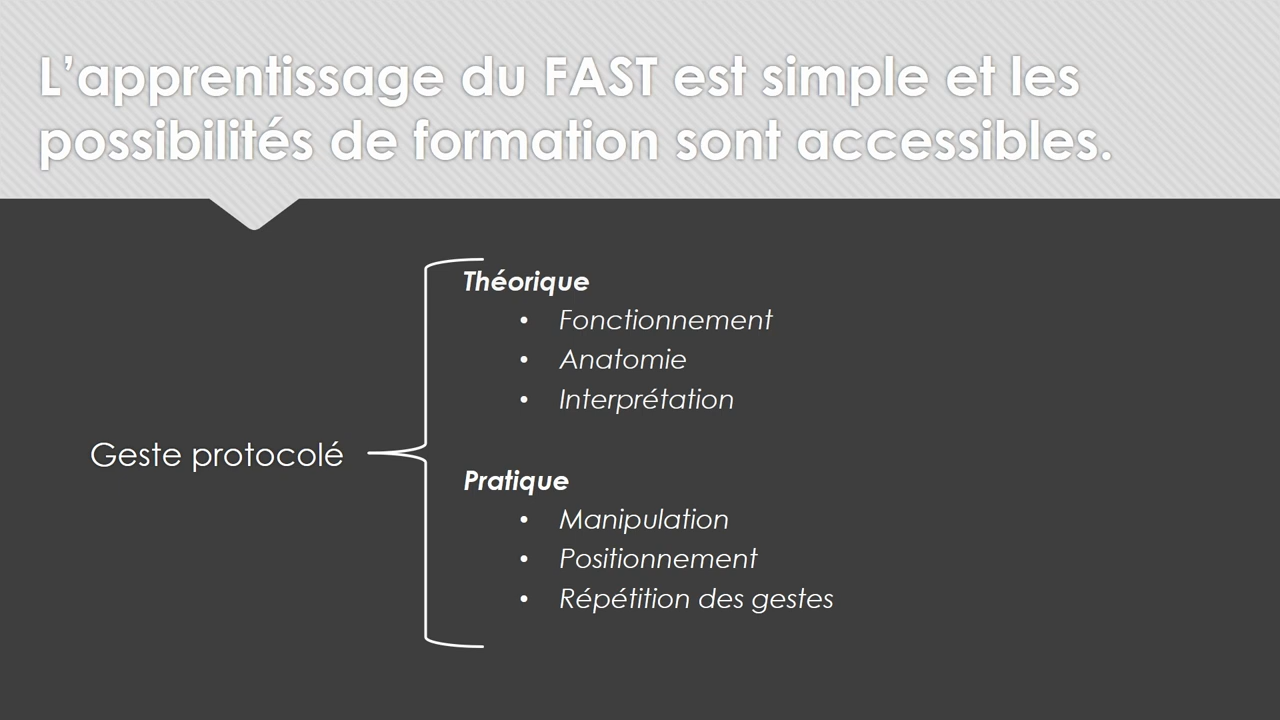 L’apprentissage du FAST est simple et les
possibilités de formation sont accessibles.
Geste protocolé
Théorique
• Fonctionnement
• Anatomie
• Interprétation
Pratique
• Manipulation
• Positionnement
• Répétition des gestes